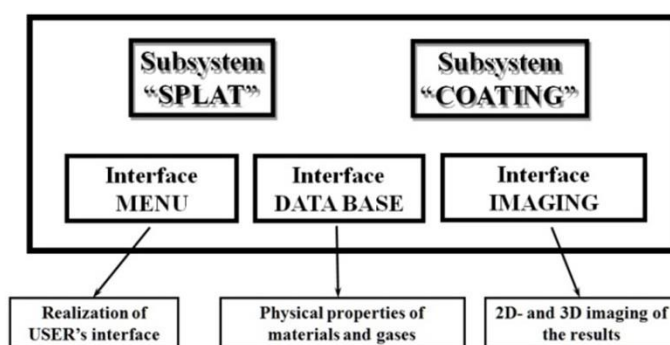 Subsystem
“SPLAT”
Subsystem
“COATING”
Interface
MENU
Interface
DATA BASE
Interface
IMAGING
Realization of
USER’s interface
Physical properties of
materials and gases
2D- and 3D imaging of
the results